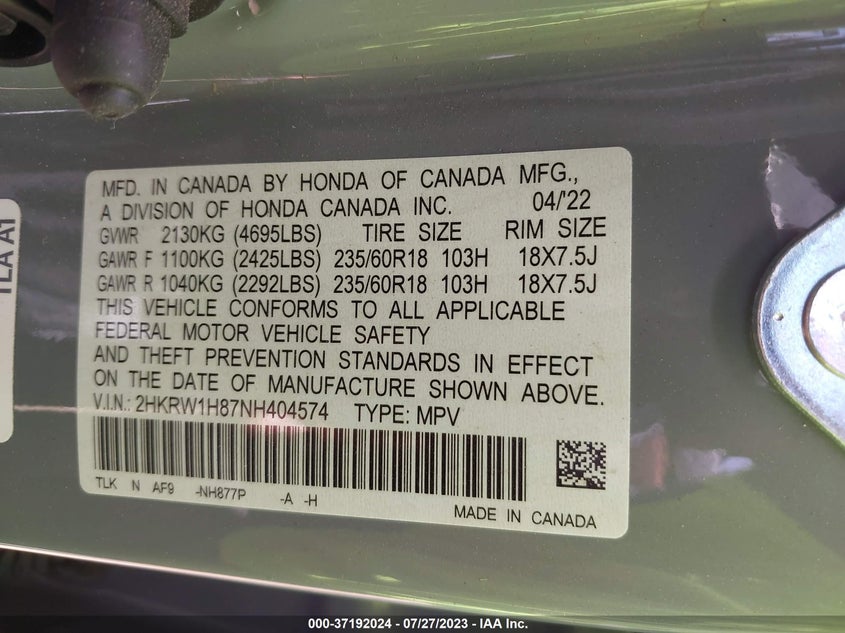 MFD. IN CANADA BY HONDA OF CANADA MFG.,
A DIVISION OF HONDA CANADA INC. 04/'22
GVWR 2130KG (4695LBS) TIRE SIZE RIM SIZE
GAWR F 1100KG (2425LBS) 235/60R18 103H 18X7.5J
GAWR R 1040KG (2292LBS) 235/60R18 103H 18X7.5J
THIS VEHICLE CONFORMS TO ALL APPLICABLE
FEDERAL MOTOR VEHICLE SAFETY
AND THEFT PREVENTION STANDARDS IN EFFECT
ON THE DATE OF MANUFACTURE SHOWN ABOVE.
V.I.N.: 2HKRW1H87NH404574 TYPE: MPV
TLK N AF9 -NH877P -A -H
MADE IN CANADA
TLA A1
000-37192024 - 07/27/2023 - IAA Inc.